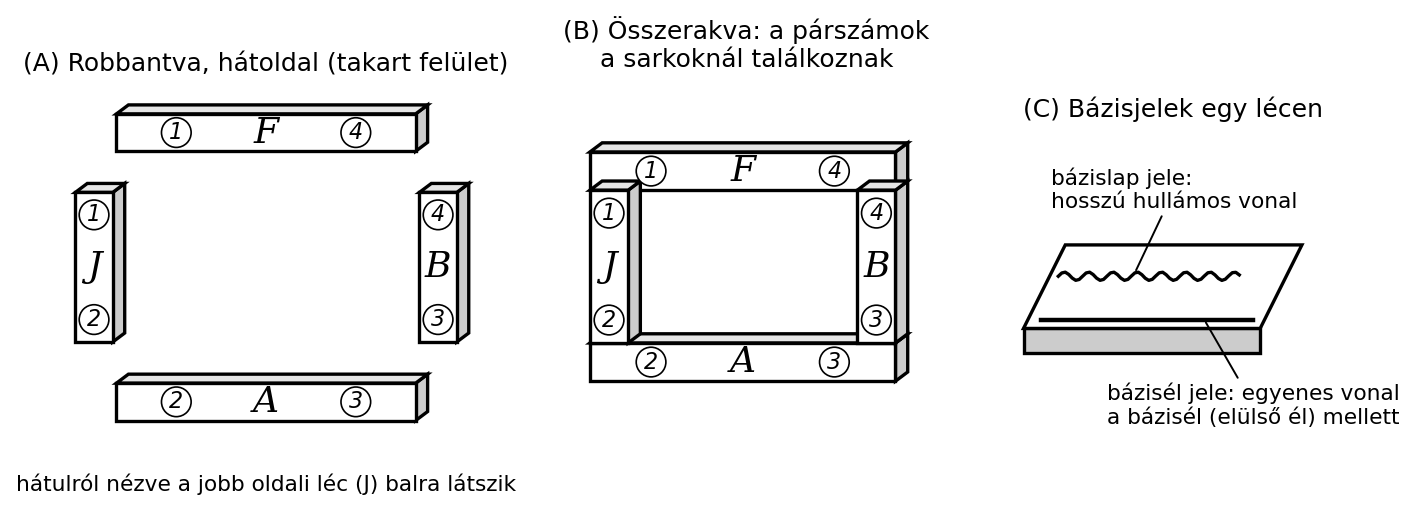 (A) Robbantva, hátoldal (takart felület)
1 F 4
1 J 2
4 B 3
2 A 3
hátulról nézve a jobb oldali léc (J) balra látszik
(B) Összerakva: a párszámok
a sarkoknál találkoznak
1 F 4
1 J 2
4 B 3
2 A 3
(C) Bázisjelek egy lécen
bázislap jele:
hosszú hullámos vonal
bázisél jele: egyenes vonal
a bázisél (elülső él) mellett